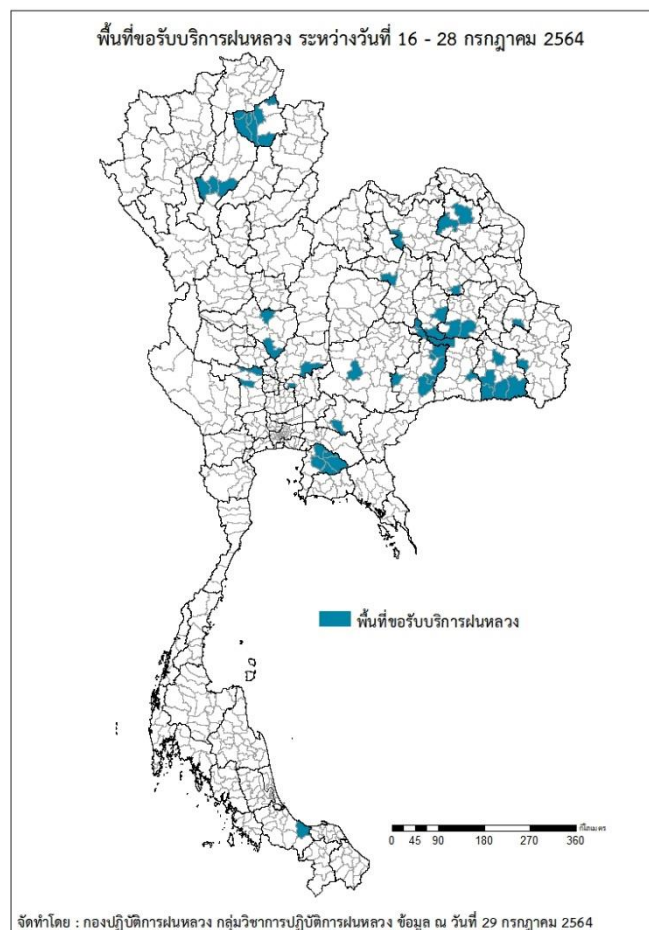 พื้นที่ขอรับบริการฝนหลวง ระหว่างวันที่ 16 - 28 กรกฎาคม 2564
พื้นที่ขอรับบริการฝนหลวง
กิโลเมตร
0 45 90 180 270 360
จัดทำโดย : กองปฏิบัติการฝนหลวง กลุ่มวิชาการปฏิบัติการฝนหลวง ข้อมูล ณ วันที่ 29 กรกฎาคม 2564